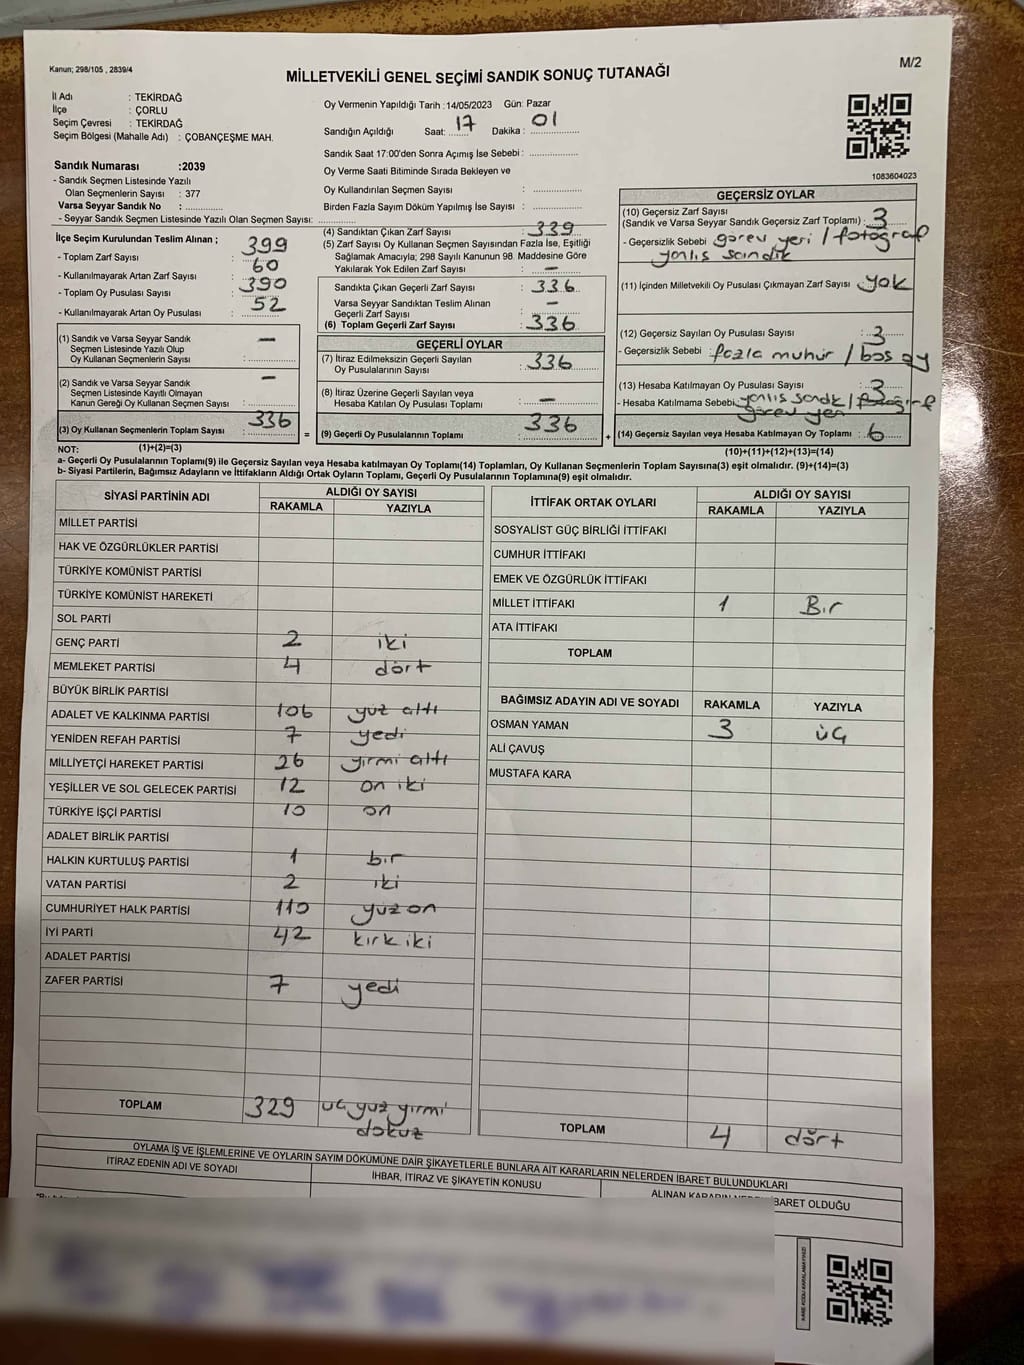 Kanun; 298/105 , 2839/4
M/2
MİLLETVEKİLİ GENEL SEÇİMİ SANDIK SONUÇ TUTANAĞI
İl Adı : TEKİRDAĞ
İlçe : ÇORLU
Seçim Çevresi : TEKİRDAĞ
Seçim Bölgesi (Mahalle Adı) : ÇOBANÇEŞME MAH.
Sandık Numarası :2039
- Sandık Seçmen Listesinde Yazılı
Olan Seçmenlerin Sayısı : 377
Varsa Seyyar Sandık No : ..............
- Seyyar Sandık Seçmen Listesinde Yazılı Olan Seçmen Sayısı: ..............
Oy Vermenin Yapıldığı Tarih :14/05/2023 Gün: Pazar
Sandığın Açıldığı Saat: 17 Dakika : 01
Sandık Saat 17:00'den Sonra Açımış İse Sebebi : ..............
Oy Verme Saati Bitiminde Sırada Bekleyen ve
Oy Kullandırılan Seçmen Sayısı : ..............
Birden Fazla Sayım Döküm Yapılmış İse Sayısı : ..............
1083604023
İlçe Seçim Kurulundan Teslim Alınan ;
- Toplam Zarf Sayısı : 399
- Kullanılmayarak Artan Zarf Sayısı : 60
- Toplam Oy Pusulası Sayısı : 390
- Kullanılmayarak Artan Oy Pusulası : 52
(1) Sandık ve Varsa Seyyar Sandık
Seçmen Listesinde Yazılı Olup
Oy Kullanan Seçmenlerin Sayısı : —
(2) Sandık ve Varsa Seyyar Sandık
Seçmen Listesinde Kayıtlı Olmayan
Kanun Gereği Oy Kullanan Seçmen Sayısı : —
(3) Oy Kullanan Seçmenlerin Toplam Sayısı : 336
(1)+(2)=(3)
(4) Sandıktan Çıkan Zarf Sayısı : 339
(5) Zarf Sayısı Oy Kullanan Seçmen Sayısından Fazla İse, Eşitliği
Sağlamak Amacıyla; 298 Sayılı Kanunun 98. Maddesine Göre
Yakılarak Yok Edilen Zarf Sayısı : —
Sandıkta Çıkan Geçerli Zarf Sayısı : 336
Varsa Seyyar Sandıktan Teslim Alınan
Geçerli Zarf Sayısı : —
(6) Toplam Geçerli Zarf Sayısı : 336
GEÇERLİ OYLAR
(7) İtiraz Edilmeksizin Geçerli Sayılan
Oy Pusulalarının Sayısı : 336
(8) İtiraz Üzerine Geçerli Sayılan veya
Hesaba Katılan Oy Pusulası Toplamı : —
= (9) Geçerli Oy Pusulalarının Toplamı : 336 +
GEÇERSİZ OYLAR
(10) Geçersiz Zarf Sayısı
(Sandık ve Varsa Seyyar Sandık Geçersiz Zarf Toplamı) : 3
- Geçersizlik Sebebi görev yeri / fotoğraf
yanlıs sandık
(11) İçinden Milletvekili Oy Pusulası Çıkmayan Zarf Sayısı : yok
(12) Geçersiz Sayılan Oy Pusulası Sayısı : 3
- Geçersizlik Sebebi : fazla muhur / bos oy
(13) Hesaba Katılmayan Oy Pusulası Sayısı : 3
- Hesaba Katılmama Sebebi : yanlıs sandık / fotoğraf
görev yeri
(14) Geçersiz Sayılan veya Hesaba Katılmayan Oy Toplamı : 6
(10)+(11)+(12)+(13)=(14)
NOT:
a- Geçerli Oy Pusulalarının Toplamı(9) ile Geçersiz Sayılan veya Hesaba katılmayan Oy Toplamı(14) Toplamları, Oy Kullanan Seçmenlerin Toplam Sayısına(3) eşit olmalıdır. (9)+(14)=(3)
b- Siyasi Partilerin, Bağımsız Adayların ve İttifakların Aldığı Ortak Oyların Toplamı, Geçerli Oy Pusulalarının Toplamına(9) eşit olmalıdır.
SİYASİ PARTİNİN ADI ALDIĞI OY SAYISI
RAKAMLA YAZIYLA
MİLLET PARTİSİ
HAK VE ÖZGÜRLÜKLER PARTİSİ
TÜRKİYE KOMÜNİST PARTİSİ
TÜRKİYE KOMÜNİST HAREKETİ
SOL PARTİ
GENÇ PARTİ 2 iki
MEMLEKET PARTİSİ 4 dört
BÜYÜK BİRLİK PARTİSİ
ADALET VE KALKINMA PARTİSİ 106 yüz altı
YENİDEN REFAH PARTİSİ 7 yedi
MİLLİYETÇİ HAREKET PARTİSİ 26 yirmi altı
YEŞİLLER VE SOL GELECEK PARTİSİ 12 on iki
TÜRKİYE İŞÇİ PARTİSİ 10 on
ADALET BİRLİK PARTİSİ
HALKIN KURTULUŞ PARTİSİ 1 bir
VATAN PARTİSİ 2 iki
CUMHURİYET HALK PARTİSİ 110 yüz on
İYİ PARTİ 42 kırk iki
ADALET PARTİSİ
ZAFER PARTİSİ 7 yedi
TOPLAM 329 üç yüz yirmi
dokuz
İTTİFAK ORTAK OYLARI ALDIĞI OY SAYISI
RAKAMLA YAZIYLA
SOSYALİST GÜÇ BİRLİĞİ İTTİFAKI
CUMHUR İTTİFAKI
EMEK VE ÖZGÜRLÜK İTTİFAKI
MİLLET İTTİFAKI 1 Bir
ATA İTTİFAKI
TOPLAM
BAĞIMSIZ ADAYIN ADI VE SOYADI RAKAMLA YAZIYLA
OSMAN YAMAN 3 üç
ALİ ÇAVUŞ
MUSTAFA KARA
TOPLAM 4 dört
OYLAMA İŞ VE İŞLEMLERİNE VE OYLARIN SAYIM DÖKÜMÜNE DAİR ŞİKAYETLERLE BUNLARA AİT KARARLARIN NELERDEN İBARET BULUNDUKLARI
İTİRAZ EDENİN ADI VE SOYADI İHBAR, İTİRAZ VE ŞİKAYETİN KONUSU ALINAN KARARIN NEDEN İBARET OLDUĞU